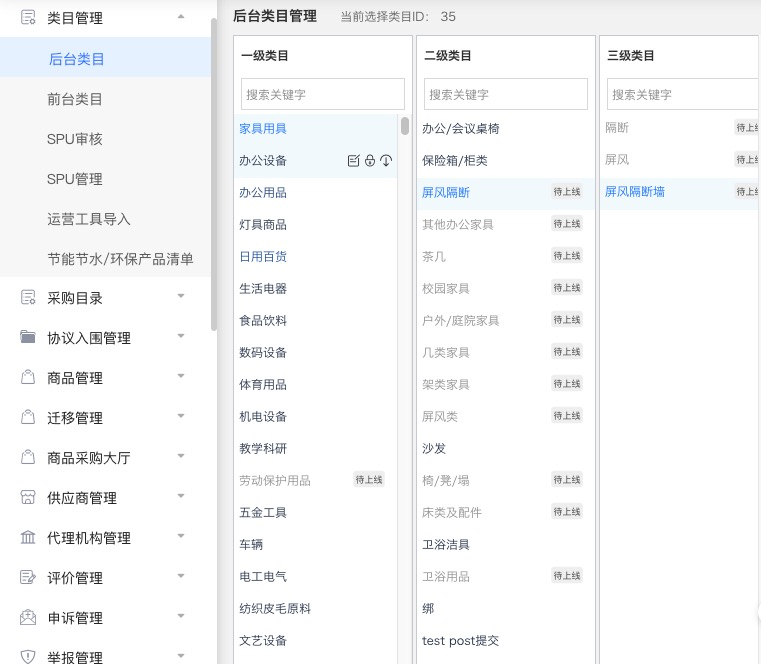 类目管理
后台类目
前台类目
SPU审核
SPU管理
运营工具导入
节能节水/环保产品清单
采购目录
协议入围管理
商品管理
迁移管理
商品采购大厅
供应商管理
代理机构管理
评价管理
申诉管理
举报管理
后台类目管理 当前选择类目ID: 35
一级类目
搜索关键字
家具用具
办公设备
办公用品
灯具商品
日用百货
生活电器
食品饮料
数码设备
体育用品
机电设备
教学科研
劳动保护用品 待上线
五金工具
车辆
电工电气
纺织皮毛原料
文艺设备
二级类目
搜索关键字
办公/会议桌椅
保险箱/柜类
屏风隔断 待上线
其他办公家具 待上线
茶几 待上线
校园家具 待上线
户外/庭院家具 待上线
几类家具 待上线
架类家具 待上线
屏风类 待上线
沙发
椅/凳/塌 待上线
床类及配件 待上线
卫浴洁具
卫浴用品 待上线
绑
test post提交
三级类目
搜索关键字
隔断 待上
屏风 待上
屏风隔断墙 待上